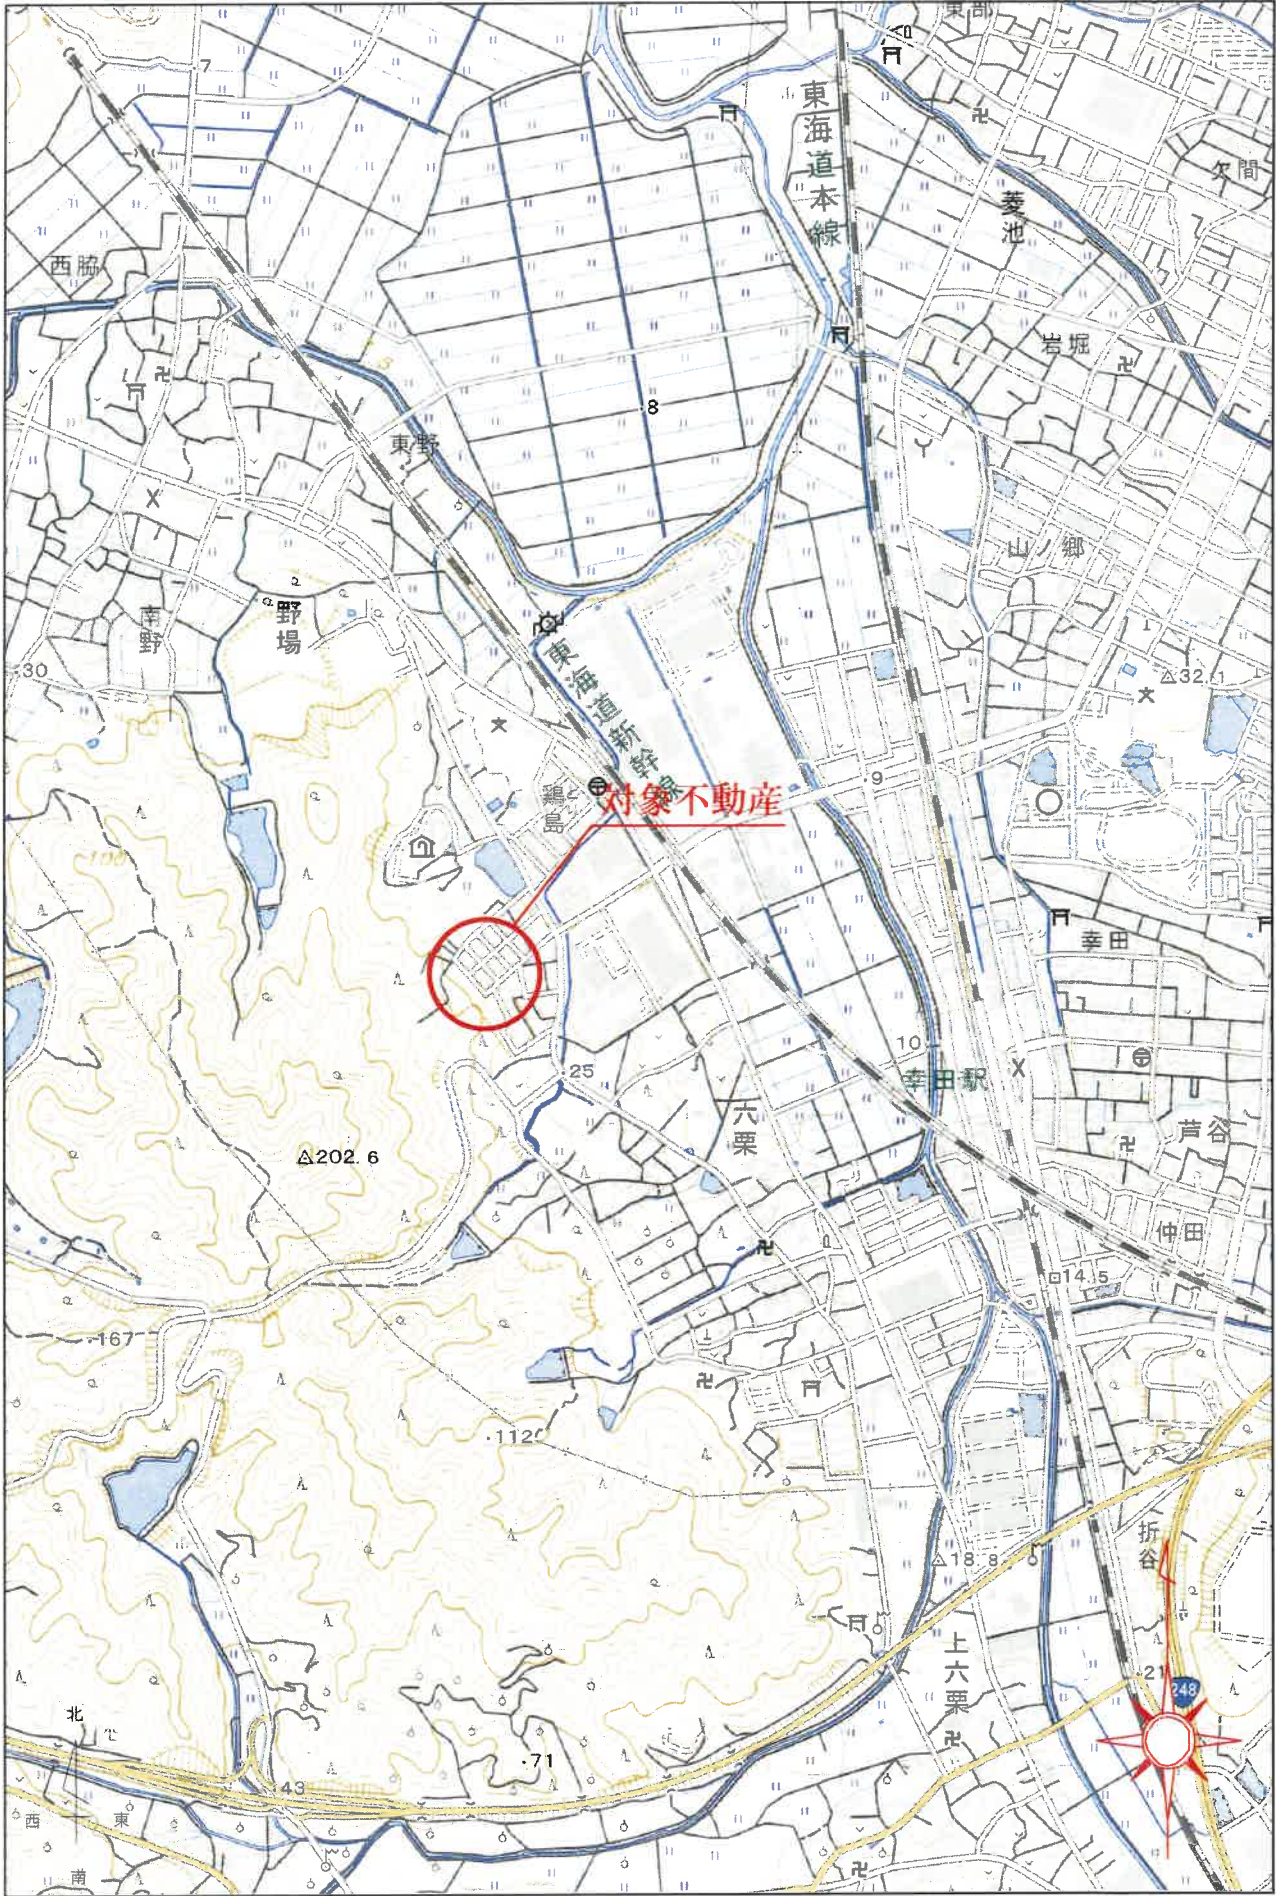 東部
7
東海道本線
欠間
菱池
西脇
岩堀
8
東野
山ノ郷
南野
野場
30
東海道新幹線
32.1
9
鶏島
対象不動産
幸田
10
幸田駅
25
六栗
芦谷
202.6
仲田
14.5
167
112
折谷
18.8
上六栗
21
248
北
71
43
西
東
南